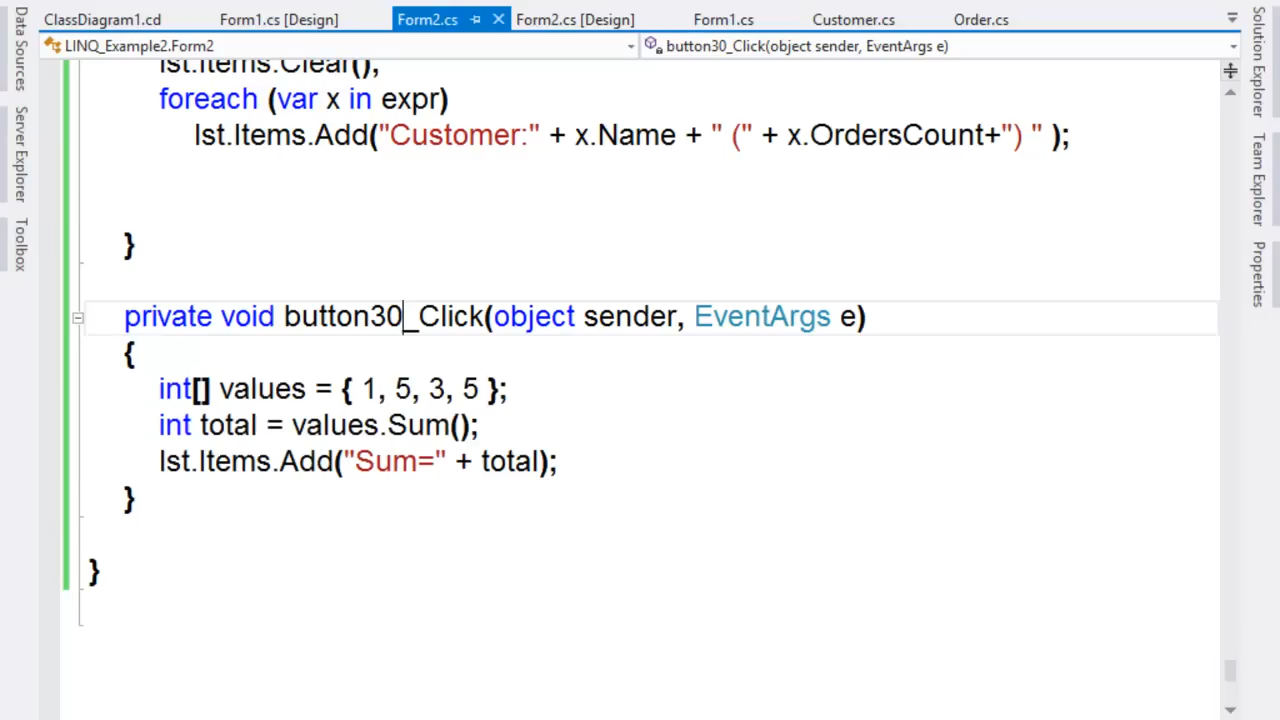 ClassDiagram1.cd Form1.cs [Design] Form2.cs Form2.cs [Design] Form1.cs Customer.cs Order.cs
LINQ_Example2.Form2 button30_Click(object sender, EventArgs e)
Data Sources
Server Explorer
Toolbox
lst.Items.Clear();
foreach (var x in expr)
lst.Items.Add("Customer:" + x.Name + " (" + x.OrdersCount+") " );
}
private void button30_Click(object sender, EventArgs e)
{
int[] values = { 1, 5, 3, 5 };
int total = values.Sum();
lst.Items.Add("Sum=" + total);
}
}
Solution Explorer
Team Explorer
Properties